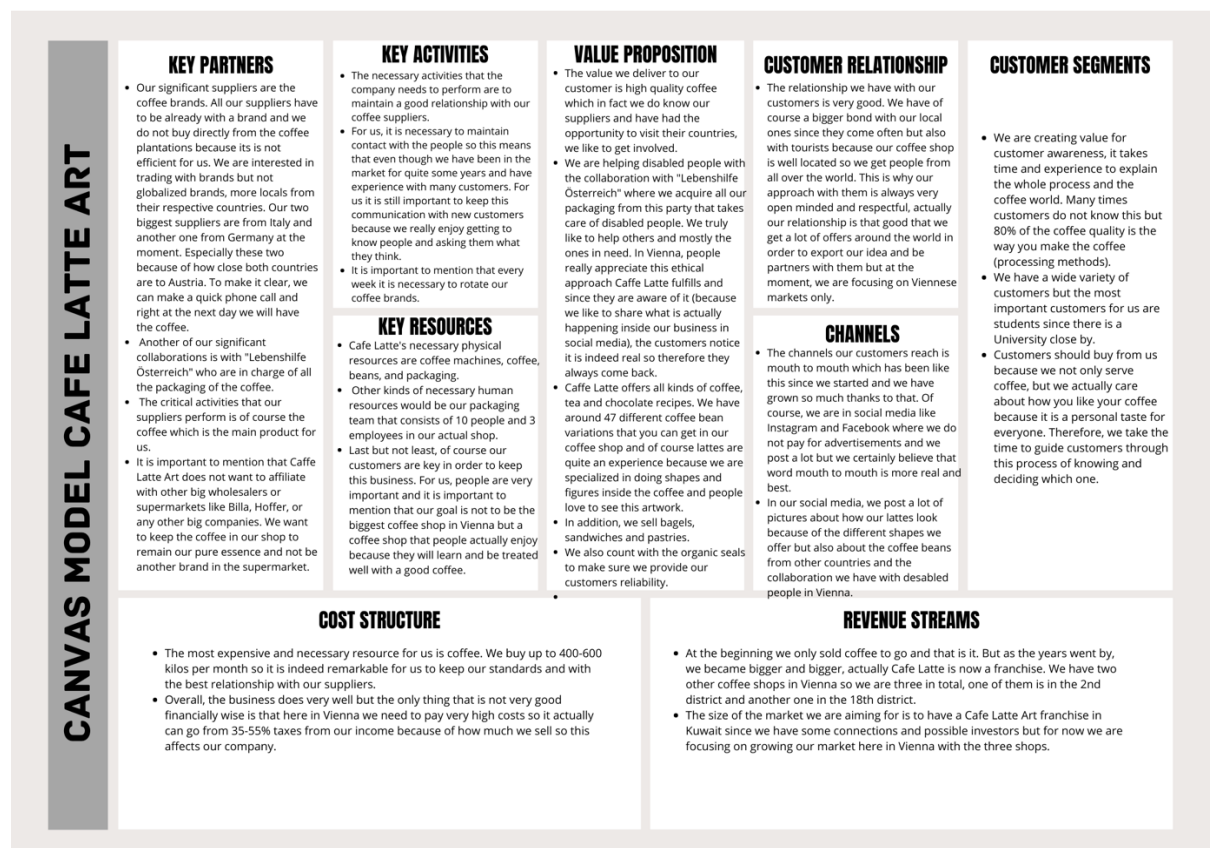 CANVAS MODEL CAFE LATTE ART
KEY PARTNERS
• Our significant suppliers are the
coffee brands. All our suppliers have
to be already with a brand and we
do not buy directly from the coffee
plantations because its is not
efficient for us. We are interested in
trading with brands but not
globalized brands, more locals from
their respective countries. Our two
biggest suppliers are from Italy and
another one from Germany at the
moment. Especially these two
because of how close both countries
are to Austria. To make it clear, we
can make a quick phone call and
right at the next day we will have
the coffee.
• Another of our significant
collaborations is with "Lebenshilfe
Österreich" who are in charge of all
the packaging of the coffee.
• The critical activities that our
suppliers perform is of course the
coffee which is the main product for
us.
• It is important to mention that Caffe
Latte Art does not want to affiliate
with other big wholesalers or
supermarkets like Billa, Hoffer, or
any other big companies. We want
to keep the coffee in our shop to
remain our pure essence and not be
another brand in the supermarket.
KEY ACTIVITIES
• The necessary activities that the
company needs to perform are to
maintain a good relationship with our
coffee suppliers.
• For us, it is necessary to maintain
contact with the people so this means
that even though we have been in the
market for quite some years and have
experience with many customers. For
us it is still important to keep this
communication with new customers
because we really enjoy getting to
know people and asking them what
they think.
• It is important to mention that every
week it is necessary to rotate our
coffee brands.
KEY RESOURCES
• Cafe Latte's necessary physical
resources are coffee machines, coffee,
beans, and packaging.
• Other kinds of necessary human
resources would be our packaging
team that consists of 10 people and 3
employees in our actual shop.
• Last but not least, of course our
customers are key in order to keep
this business. For us, people are very
important and it is important to
mention that our goal is not to be the
biggest coffee shop in Vienna but a
coffee shop that people actually enjoy
because they will learn and be treated
well with a good coffee.
VALUE PROPOSITION
• The value we deliver to our
customer is high quality coffee
which in fact we do know our
suppliers and have had the
opportunity to visit their countries,
we like to get involved.
• We are helping disabled people with
the collaboration with "Lebenshilfe
Österreich" where we acquire all our
packaging from this party that takes
care of disabled people. We truly
like to help others and mostly the
ones in need. In Vienna, people
really appreciate this ethical
approach Caffe Latte fulfills and
since they are aware of it (because
we like to share what is actually
happening inside our business in
social media), the customers notice
it is indeed real so therefore they
always come back.
• Caffe Latte offers all kinds of coffee,
tea and chocolate recipes. We have
around 47 different coffee bean
variations that you can get in our
coffee shop and of course lattes are
quite an experience because we are
specialized in doing shapes and
figures inside the coffee and people
love to see this artwork.
• In addition, we sell bagels,
sandwiches and pastries.
• We also count with the organic seals
to make sure we provide our
customers reliability.
•
CUSTOMER RELATIONSHIP
• The relationship we have with our
customers is very good. We have of
course a bigger bond with our local
ones since they come often but also
with tourists because our coffee shop
is well located so we get people from
all over the world. This is why our
approach with them is always very
open minded and respectful, actually
our relationship is that good that we
get a lot of offers around the world in
order to export our idea and be
partners with them but at the
moment, we are focusing on Viennese
markets only.
CHANNELS
• The channels our customers reach is
mouth to mouth which has been like
this since we started and we have
grown so much thanks to that. Of
course, we are in social media like
Instagram and Facebook where we do
not pay for advertisements and we
post a lot but we certainly believe that
word mouth to mouth is more real and
best.
• In our social media, we post a lot of
pictures about how our lattes look
because of the different shapes we
offer but also about the coffee beans
from other countries and the
collaboration we have with desabled
people in Vienna.
CUSTOMER SEGMENTS
• We are creating value for
customer awareness, it takes
time and experience to explain
the whole process and the
coffee world. Many times
customers do not know this but
80% of the coffee quality is the
way you make the coffee
(processing methods).
• We have a wide variety of
customers but the most
important customers for us are
students since there is a
University close by.
• Customers should buy from us
because we not only serve
coffee, but we actually care
about how you like your coffee
because it is a personal taste for
everyone. Therefore, we take the
time to guide customers through
this process of knowing and
deciding which one.
COST STRUCTURE
• The most expensive and necessary resource for us is coffee. We buy up to 400-600
kilos per month so it is indeed remarkable for us to keep our standards and with
the best relationship with our suppliers.
• Overall, the business does very well but the only thing that is not very good
financially wise is that here in Vienna we need to pay very high costs so it actually
can go from 35-55% taxes from our income because of how much we sell so this
affects our company.
REVENUE STREAMS
• At the beginning we only sold coffee to go and that is it. But as the years went by,
we became bigger and bigger, actually Cafe Latte is now a franchise. We have two
other coffee shops in Vienna so we are three in total, one of them is in the 2nd
district and another one in the 18th district.
• The size of the market we are aiming for is to have a Cafe Latte Art franchise in
Kuwait since we have some connections and possible investors but for now we are
focusing on growing our market here in Vienna with the three shops.